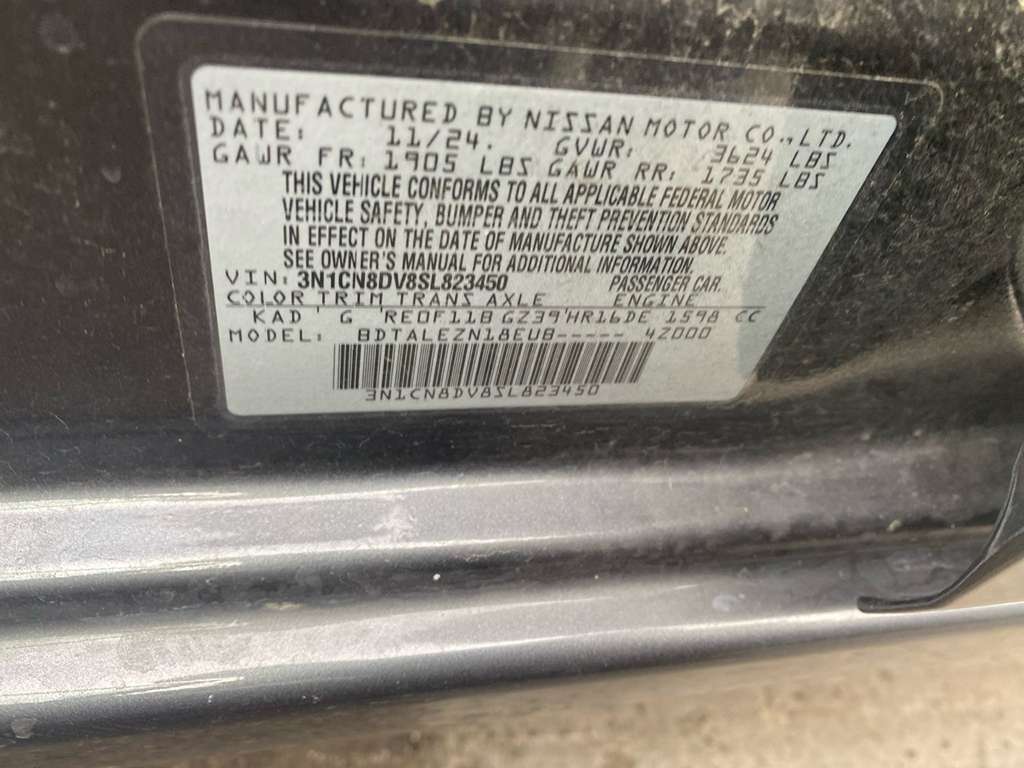 MANUFACTURED BY NISSAN MOTOR CO.,LTD.
DATE: 11/24. GVWR: 3624 LBS
GAWR FR: 1905 LBS GAWR RR: 1735 LBS
THIS VEHICLE CONFORMS TO ALL APPLICABLE FEDERAL MOTOR
VEHICLE SAFETY, BUMPER AND THEFT PREVENTION STANDARDS
IN EFFECT ON THE DATE OF MANUFACTURE SHOWN ABOVE.
SEE OWNER'S MANUAL FOR ADDITIONAL INFORMATION.
VIN: 3N1CN8DV8SL823450 PASSENGER CAR.
COLOR TRIM TRANS AXLE ENGINE
KAD ' G 'RE0F11B GZ39'HR16DE 1598 CC
MODEL: BDTALEZN18EUB----- 4Z000
3N1CN8DV8SL823450